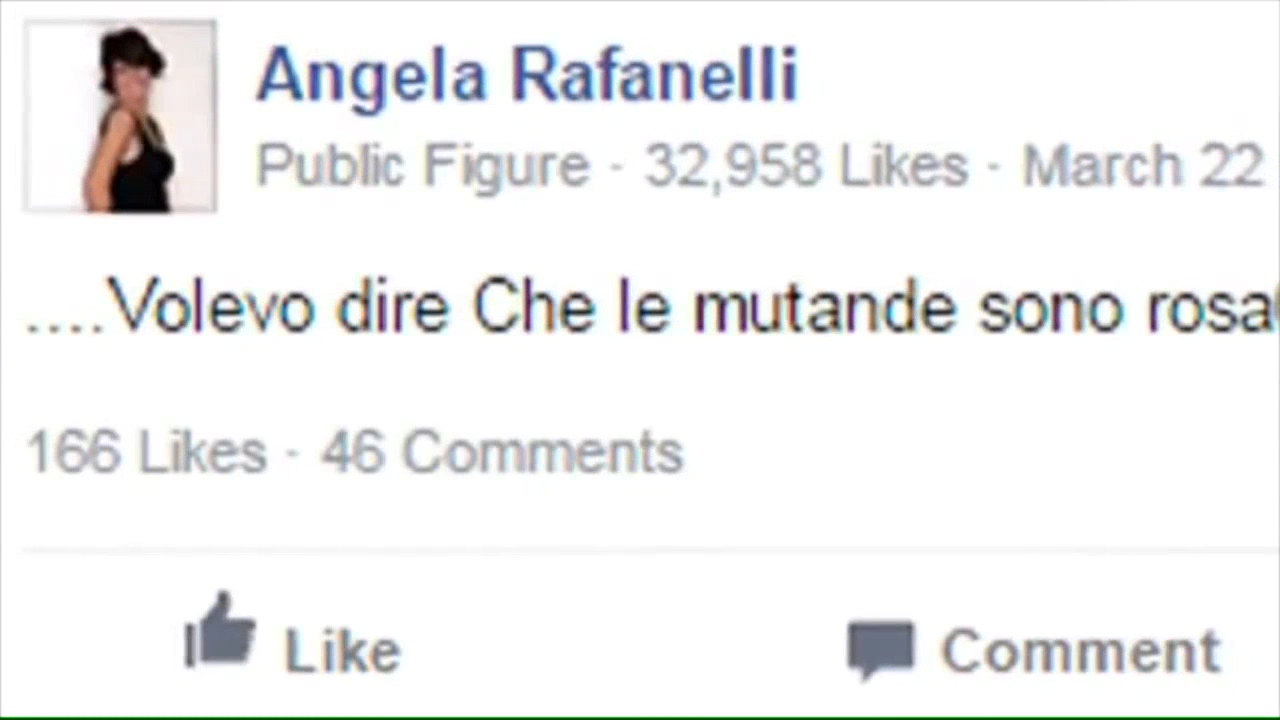 Angela Rafanelli
Public Figure · 32,958 Likes · March 22
....Volevo dire Che le mutande sono rosa
166 Likes · 46 Comments
Like
Comment